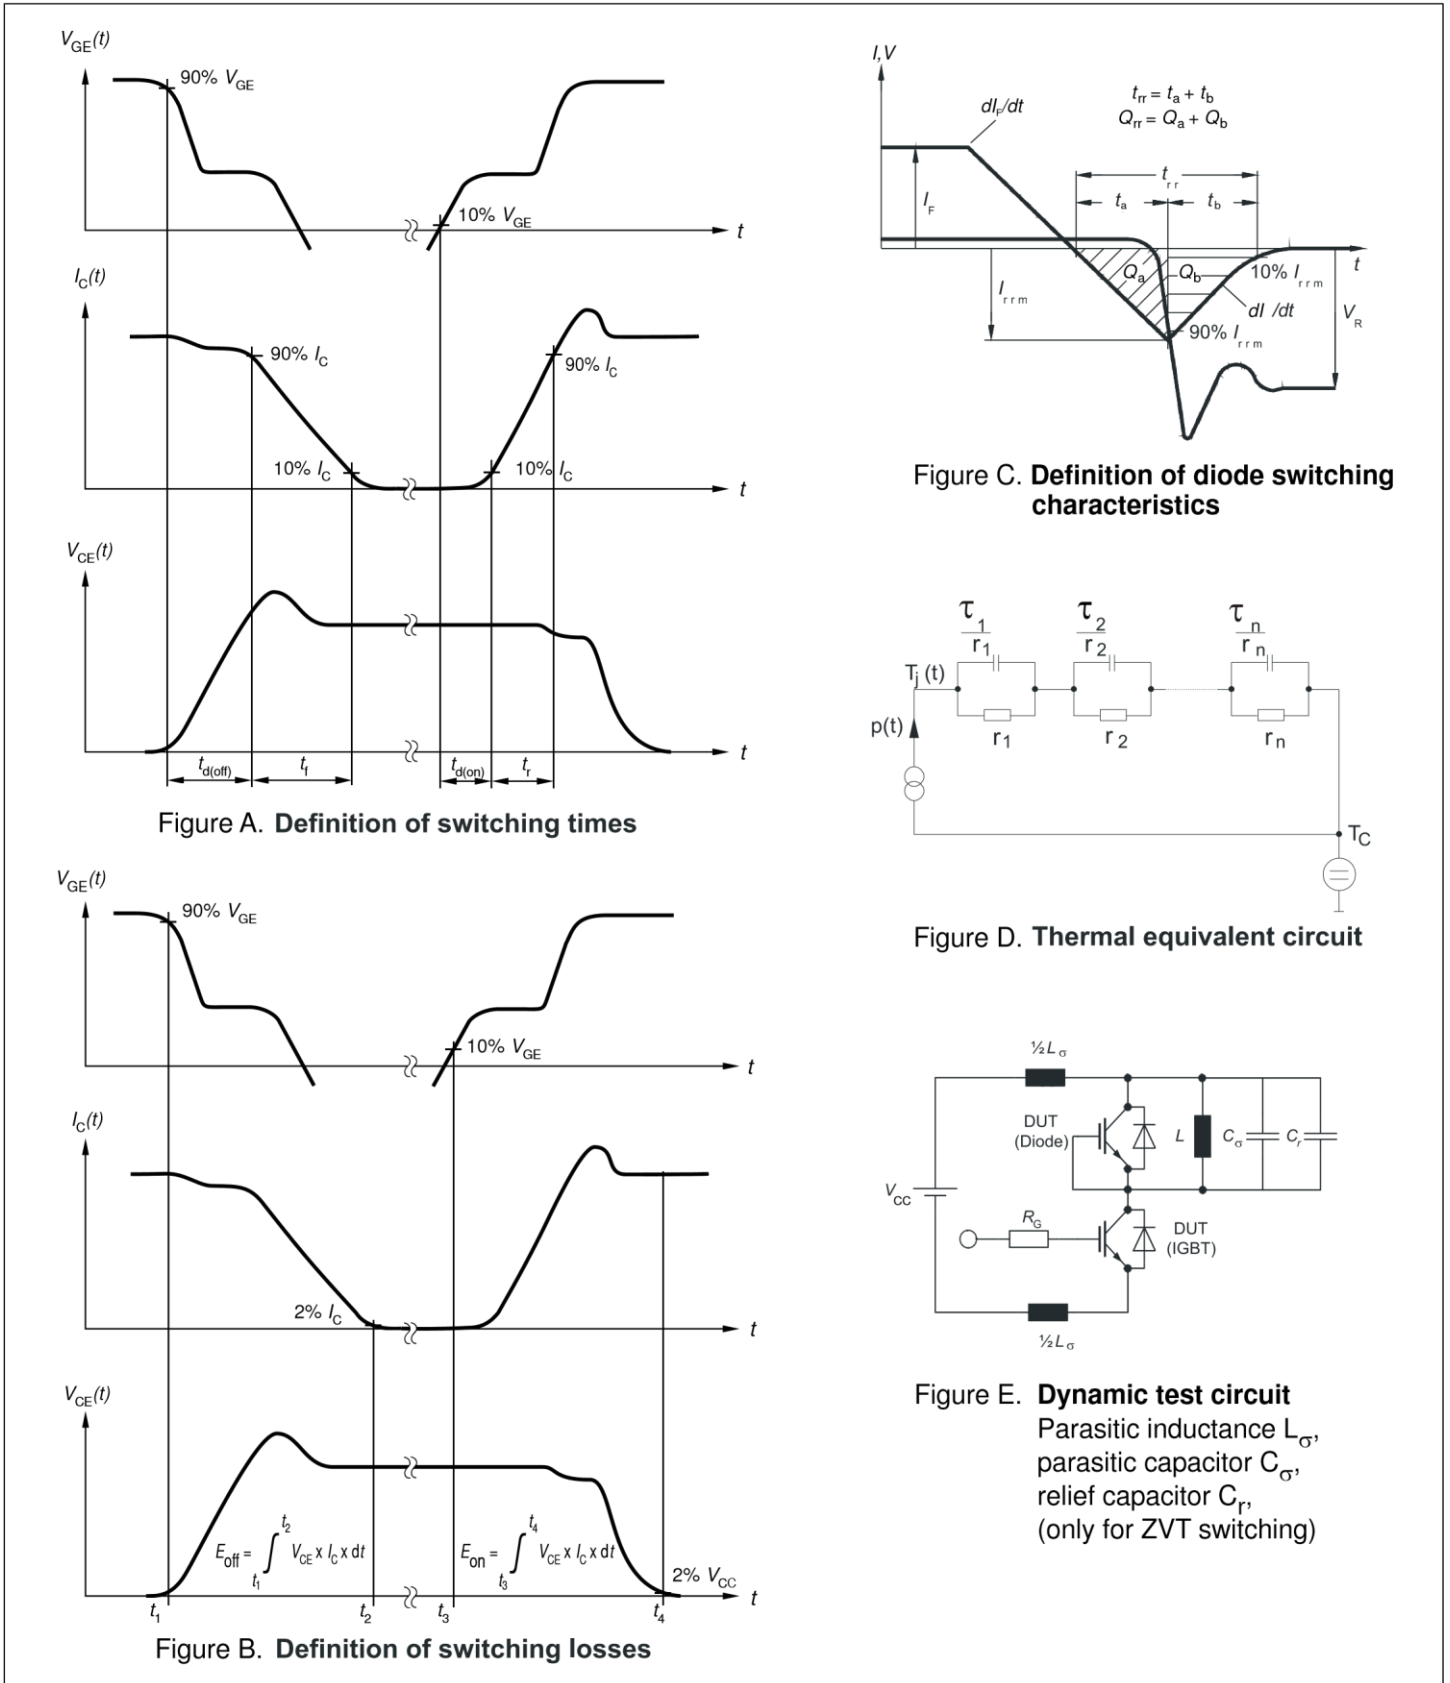 V_GE(t)
90% V_GE
10% V_GE
t
I_C(t)
90% I_C
90% I_C
10% I_C
10% I_C
t
V_CE(t)
t
t_d(off)
t_f
t_d(on)
t_r
Figure A. Definition of switching times
V_GE(t)
90% V_GE
10% V_GE
t
I_C(t)
2% I_C
t
V_CE(t)
E_off = ∫ V_CE x I_C x dt
t_2
t_1
E_on = ∫ V_CE x I_C x dt
t_4
t_3
2% V_CC
t
t_1
t_2
t_3
t_4
Figure B. Definition of switching losses
I,V
dI_F/dt
t_rr = t_a + t_b
Q_rr = Q_a + Q_b
t_rr
I_F
t_a
t_b
Q_a
Q_b
10% I_rrm
t
I_rrm
dI /dt
V_R
90% I_rrm
Figure C. Definition of diode switching
characteristics
τ_1
r_1
τ_2
r_2
τ_n
r_n
T_j (t)
p(t)
r_1
r_2
r_n
T_C
Figure D. Thermal equivalent circuit
½L_σ
DUT
(Diode)
L
C_σ
C_r
V_CC
R_G
DUT
(IGBT)
½L_σ
Figure E. Dynamic test circuit
Parasitic inductance L_σ,
parasitic capacitor C_σ,
relief capacitor C_r,
(only for ZVT switching)